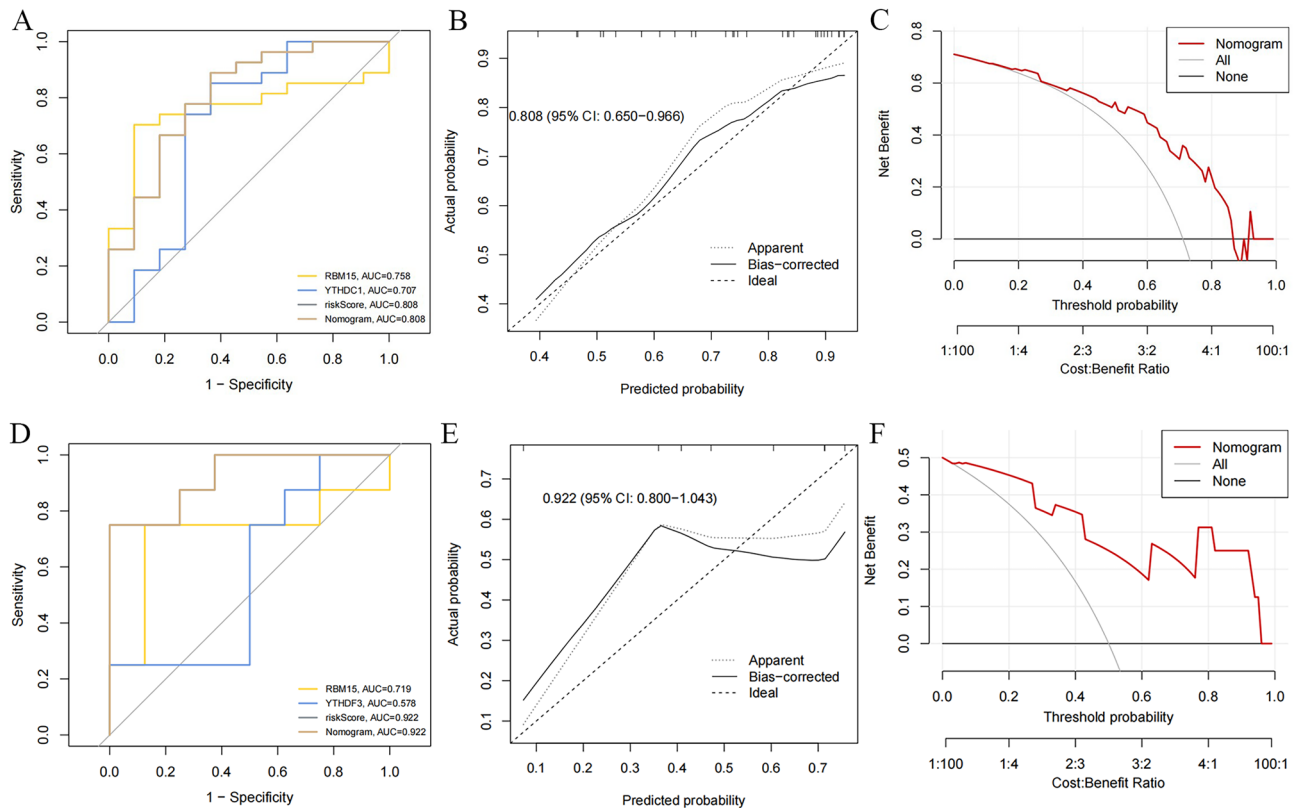 A
Sensitivity
1.0
0.8
0.6
0.4
0.2
0.0
RBM15, AUC=0.758
YTHDC1, AUC=0.707
riskScore, AUC=0.808
Nomogram, AUC=0.808
0.0 0.2 0.4 0.6 0.8 1.0
1 − Specificity
B
Actual probability
0.9
0.8
0.7
0.6
0.5
0.4
0.808 (95% CI: 0.650−0.966)
Apparent
Bias−corrected
Ideal
0.4 0.5 0.6 0.7 0.8 0.9
Predicted probability
C
Net Benefit
0.8
0.6
0.4
0.2
0.0
Nomogram
All
None
0.0 0.2 0.4 0.6 0.8 1.0
Threshold probability
1:100 1:4 2:3 3:2 4:1 100:1
Cost:Benefit Ratio
D
Sensitivity
1.0
0.8
0.6
0.4
0.2
0.0
RBM15, AUC=0.719
YTHDF3, AUC=0.578
riskScore, AUC=0.922
Nomogram, AUC=0.922
0.0 0.2 0.4 0.6 0.8 1.0
1 − Specificity
E
Actual probability
0.7
0.6
0.5
0.4
0.3
0.2
0.1
0.922 (95% CI: 0.800−1.043)
Apparent
Bias−corrected
Ideal
0.1 0.2 0.3 0.4 0.5 0.6 0.7
Predicted probability
F
Net Benefit
0.5
0.4
0.3
0.2
0.1
0.0
Nomogram
All
None
0.0 0.2 0.4 0.6 0.8 1.0
Threshold probability
1:100 1:4 2:3 3:2 4:1 100:1
Cost:Benefit Ratio